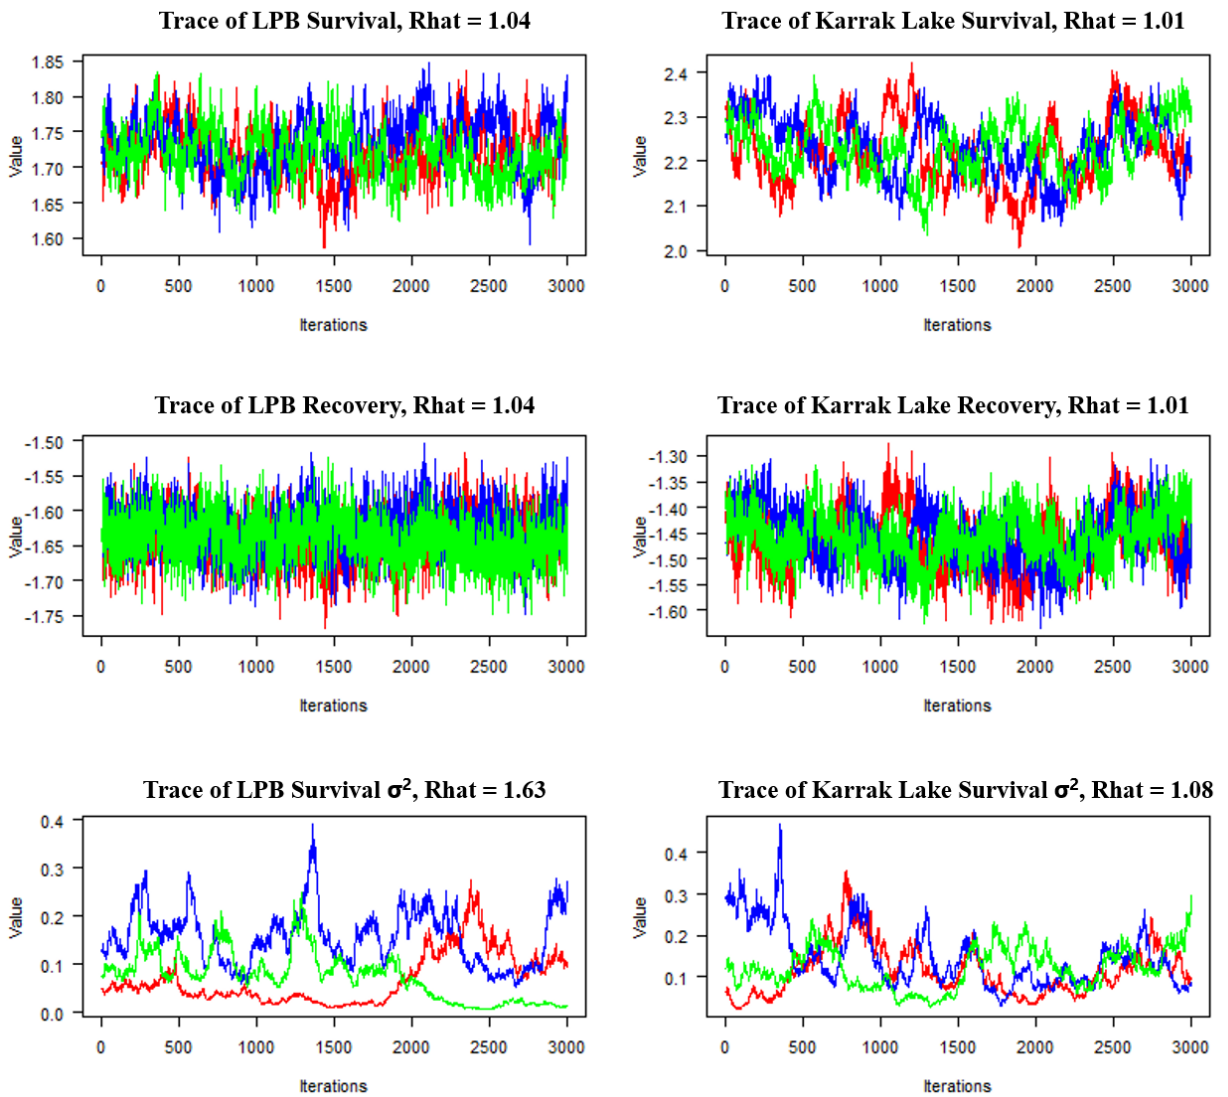 Trace of LPB Survival, Rhat = 1.04
Value
1.85
1.80
1.75
1.70
1.65
1.60
0 500 1000 1500 2000 2500 3000
Iterations
Trace of Karrak Lake Survival, Rhat = 1.01
Value
2.4
2.3
2.2
2.1
2.0
0 500 1000 1500 2000 2500 3000
Iterations
Trace of LPB Recovery, Rhat = 1.04
Value
-1.50
-1.55
-1.60
-1.65
-1.70
-1.75
0 500 1000 1500 2000 2500 3000
Iterations
Trace of Karrak Lake Recovery, Rhat = 1.01
Value
-1.30
-1.35
-1.40
-1.45
-1.50
-1.55
-1.60
0 500 1000 1500 2000 2500 3000
Iterations
Trace of LPB Survival σ², Rhat = 1.63
Value
0.4
0.3
0.2
0.1
0.0
0 500 1000 1500 2000 2500 3000
Iterations
Trace of Karrak Lake Survival σ², Rhat = 1.08
Value
0.4
0.3
0.2
0.1
0 500 1000 1500 2000 2500 3000
Iterations